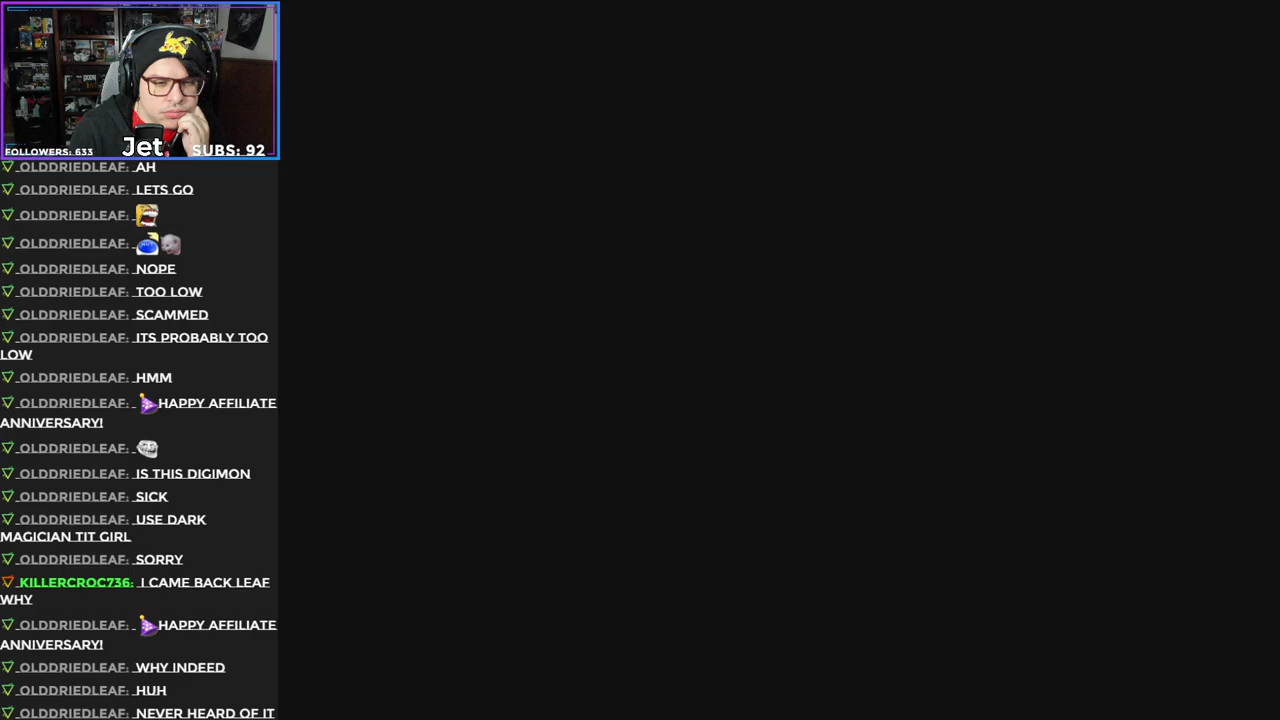 FOLLOWERS: 633
Jet
SUBS: 92
OLDDRIEDLEAF: AH
OLDDRIEDLEAF: LETS GO
OLDDRIEDLEAF:
OLDDRIEDLEAF:
OLDDRIEDLEAF: NOPE
OLDDRIEDLEAF: TOO LOW
OLDDRIEDLEAF: SCAMMED
OLDDRIEDLEAF: ITS PROBABLY TOO
LOW
OLDDRIEDLEAF: HMM
OLDDRIEDLEAF: HAPPY AFFILIATE
ANNIVERSARY!
OLDDRIEDLEAF:
OLDDRIEDLEAF: IS THIS DIGIMON
OLDDRIEDLEAF: SICK
OLDDRIEDLEAF: USE DARK
MAGICIAN TIT GIRL
OLDDRIEDLEAF: SORRY
KILLERCROC736: I CAME BACK LEAF
WHY
OLDDRIEDLEAF: HAPPY AFFILIATE
ANNIVERSARY!
OLDDRIEDLEAF: WHY INDEED
OLDDRIEDLEAF: HUH
OLDDRIEDLEAF: NEVER HEARD OF IT